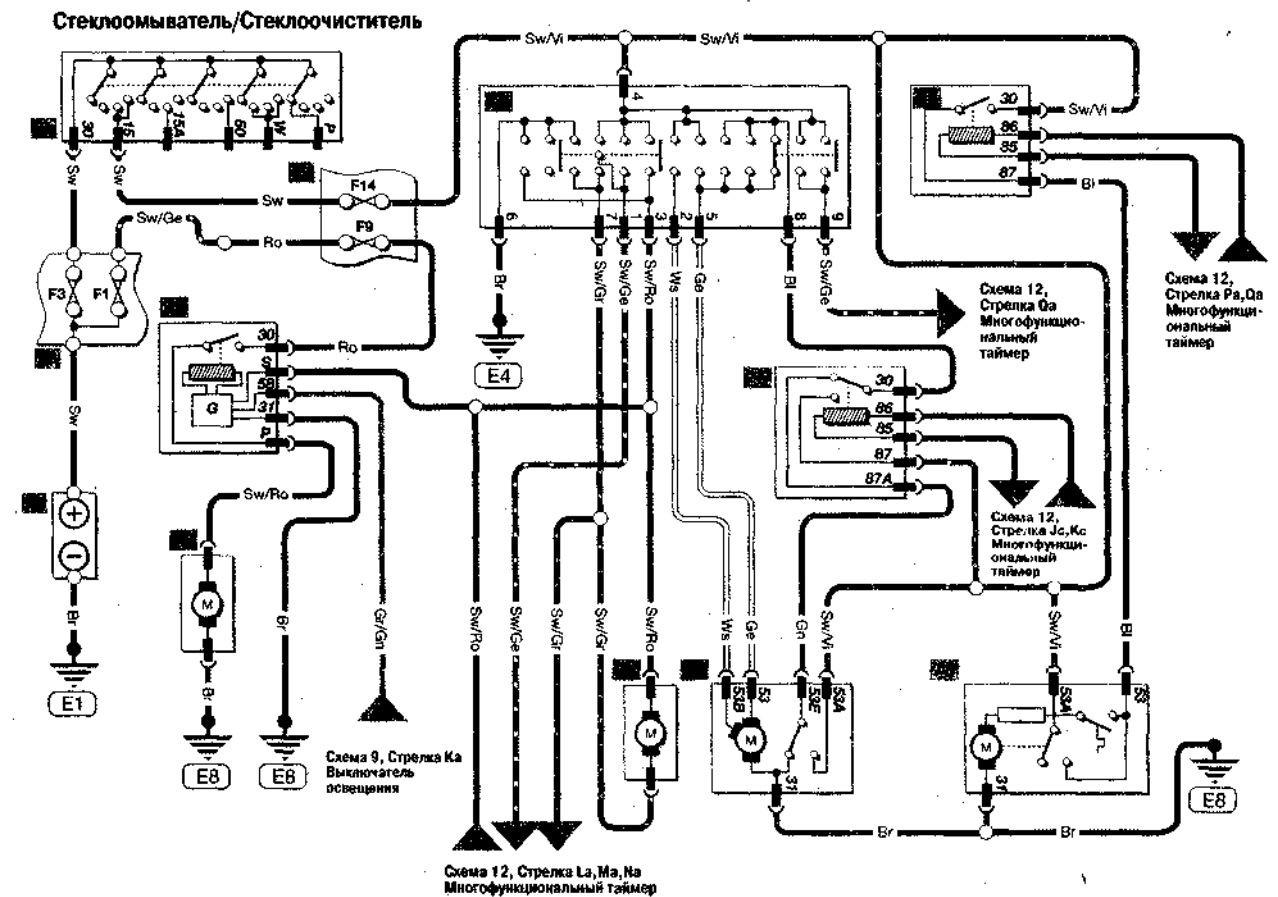 Стеклоомыватель/Стеклоочиститель
30
15
15A
60
W
P
Sw
Sw
Sw
F14
F9
Sw/Ge
Ro
F3
F1
Sw/Vi
Sw/Vi
4
6
7
1
3
2
5
8
9
30
86
85
87
Sw/Vi
Bl
Схема 12,
Стрелка Pa,Qa
Многофункци-
ональный
таймер
Br
E4
Sw/Gr
Sw/Ge
Sw/Ro
Ws
Ge
Bl
Sw/Ge
Схема 12,
Стрелка Qa
Многофункцио-
нальный
таймер
30
S
58
31
P
G
Ro
Sw
Sw/Ro
+
−
Br
E1
M
Br
E8
Br
E6
Gr/Gn
Схема 9, Стрелка Ka
Выключатель
освещения
30
86
85
87
87A
Схема 12,
Стрелка Jc,Kc
Многофункци-
ональный
таймер
Sw/Ro
Sw/Ge
Sw/Gr
Sw/Gr
Sw/Ro
Ws
Ge
Gn
Sw/Vi
Sw/Vi
Bl
M
53B
53
53E
53A
M
31
53A
53
M
31
Br
Br
E8
Схема 12, Стрелка La,Ma,Na
Многофункциональный таймер